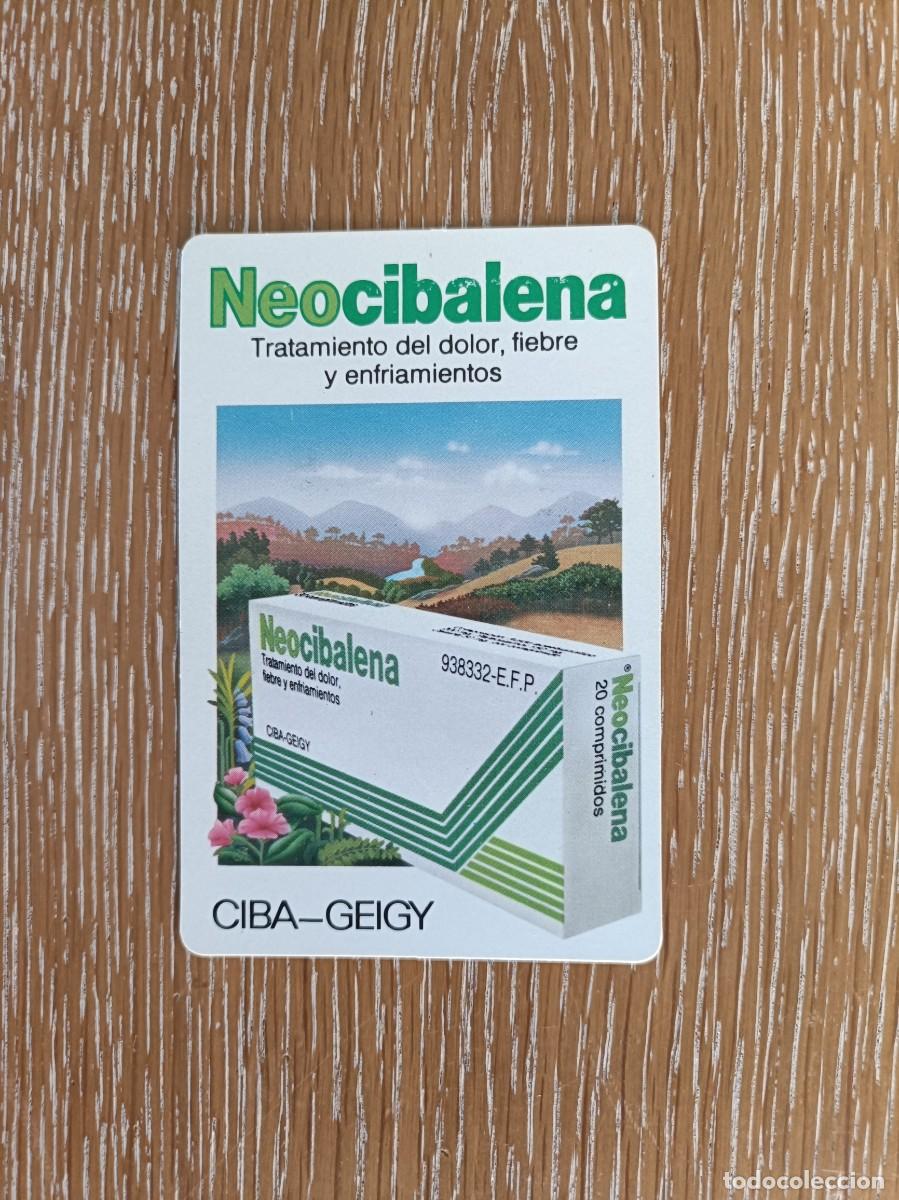 Neocibalena
Tratamiento del dolor, fiebre
y enfriamientos
Neocibalena
Tratamiento del dolor,
fiebre y enfriamientos
938332-E.F.P.
CIBA-GEIGY
Neocibalena
20 comprimidos
CIBA–GEIGY
todocoleccion